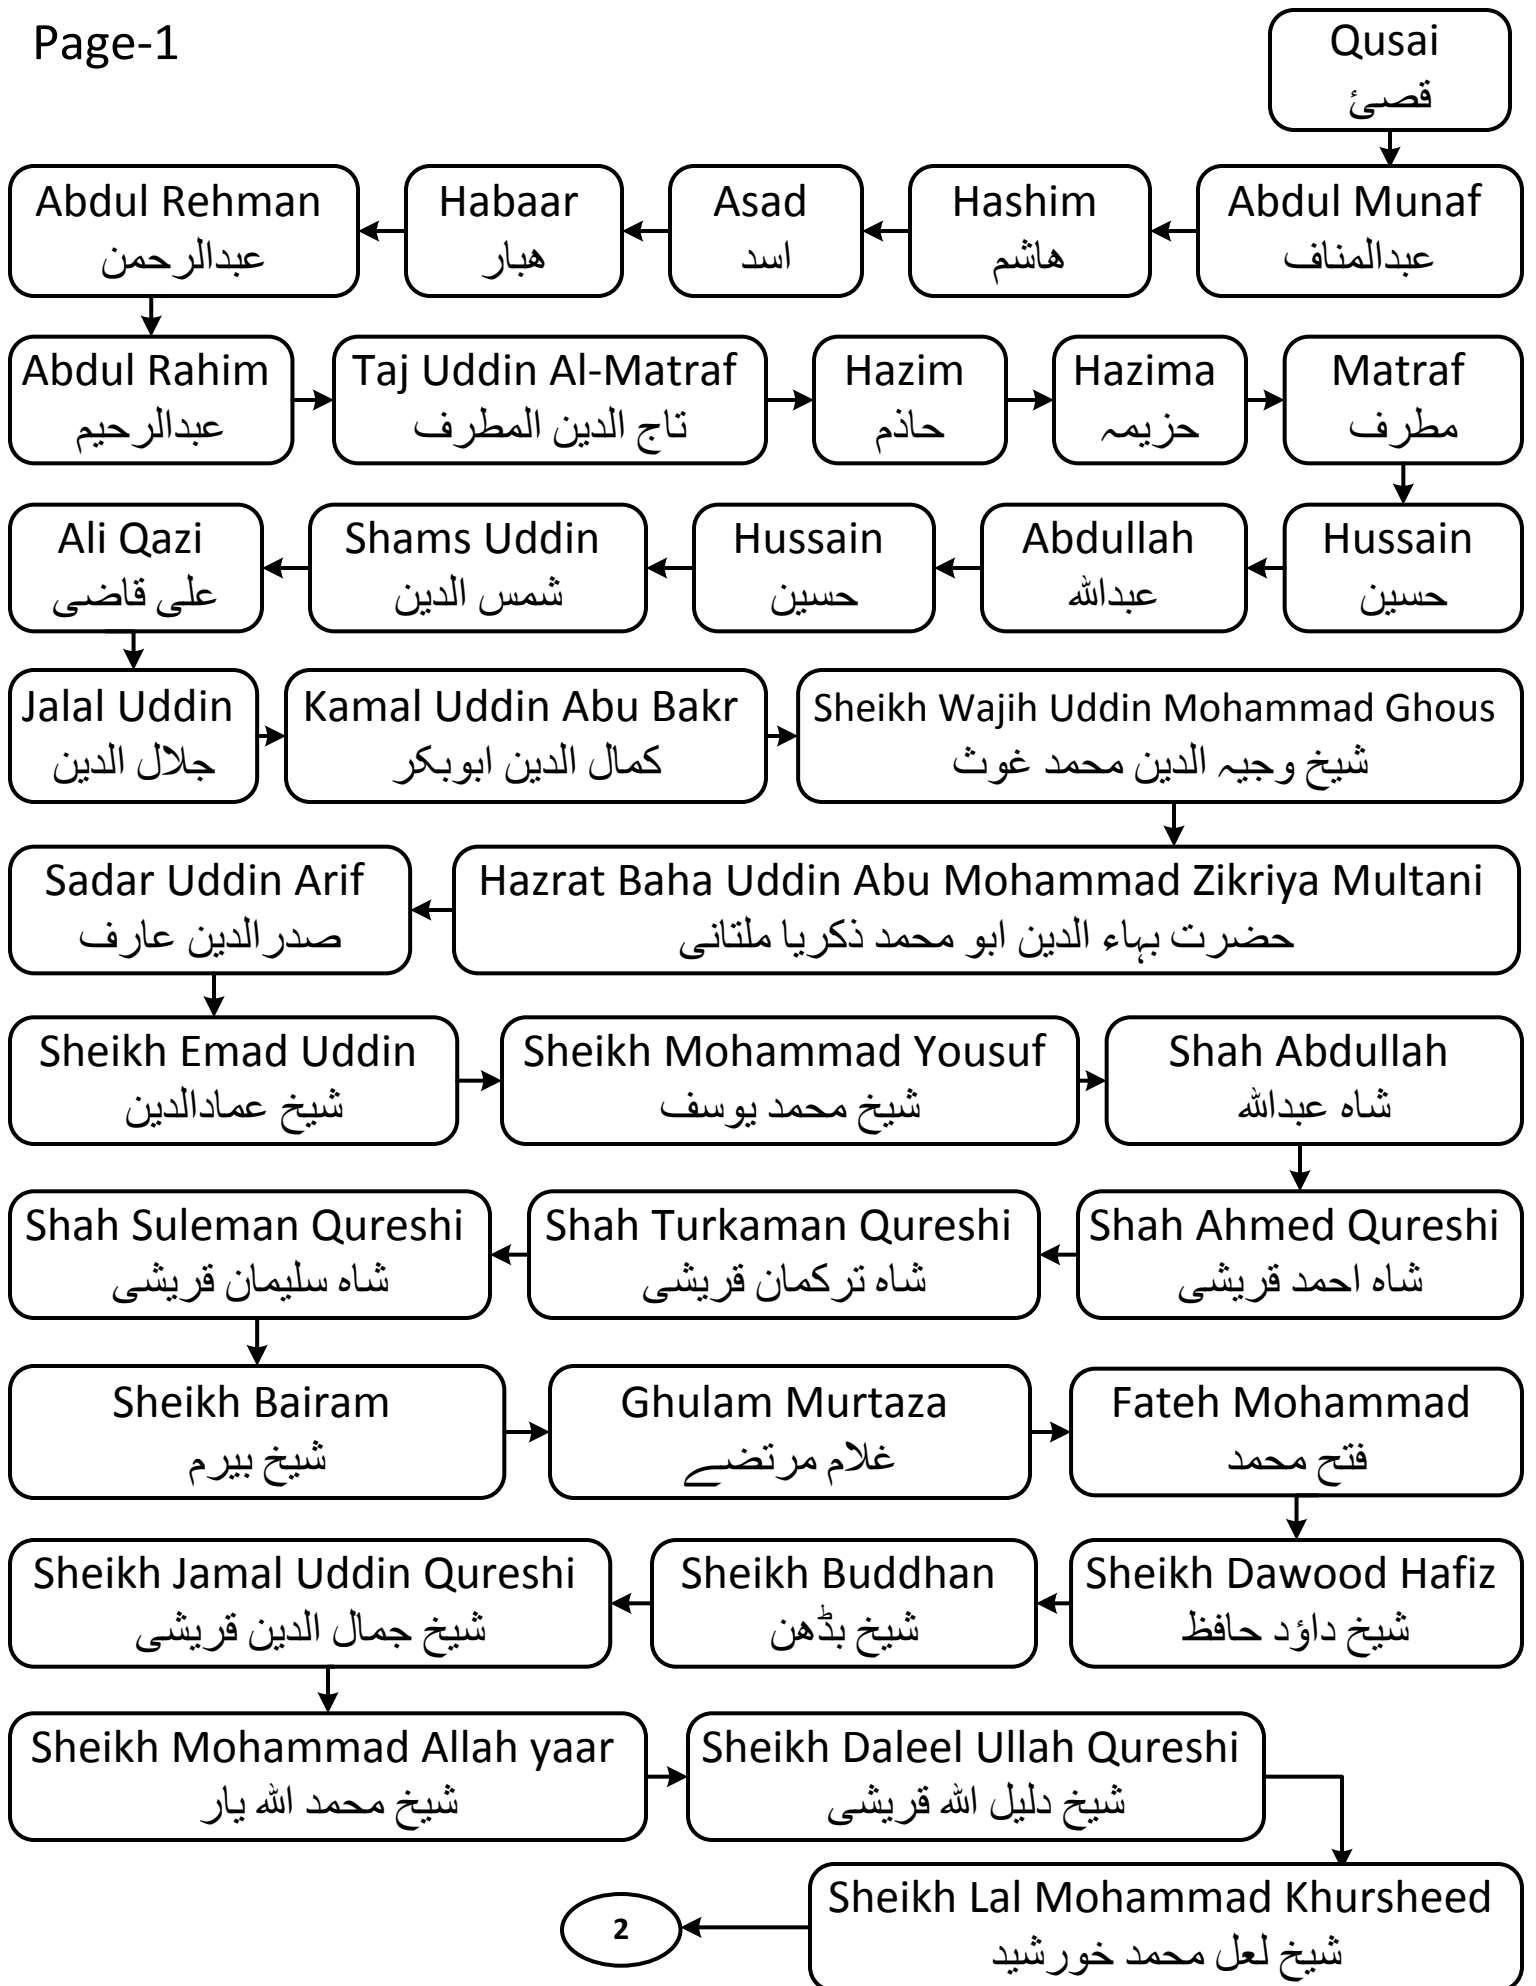 Page-1
Qusai
قصئ
Abdul Munaf
عبدالمناف
Hashim
هاشم
Asad
اسد
Habaar
هبار
Abdul Rehman
عبدالرحمن
Abdul Rahim
عبدالرحیم
Taj Uddin Al-Matraf
تاج الدین المطرف
Hazim
حاذم
Hazima
حزیمہ
Matraf
مطرف
Hussain
حسین
Abdullah
عبدالله
Hussain
حسین
Shams Uddin
شمس الدین
Ali Qazi
علی قاضی
Jalal Uddin
جلال الدین
Kamal Uddin Abu Bakr
کمال الدین ابوبکر
Sheikh Wajih Uddin Mohammad Ghous
شیخ وجیہ الدین محمد غوث
Hazrat Baha Uddin Abu Mohammad Zikriya Multani
حضرت بہاء الدین ابو محمد ذکریا ملتانی
Sadar Uddin Arif
صدرالدین عارف
Sheikh Emad Uddin
شیخ عمادالدین
Sheikh Mohammad Yousuf
شیخ محمد یوسف
Shah Abdullah
شاه عبدالله
Shah Ahmed Qureshi
شاه احمد قریشی
Shah Turkaman Qureshi
شاه ترکمان قریشی
Shah Suleman Qureshi
شاه سلیمان قریشی
Sheikh Bairam
شیخ بیرم
Ghulam Murtaza
غلام مرتضے
Fateh Mohammad
فتح محمد
Sheikh Dawood Hafiz
شیخ داؤد حافظ
Sheikh Buddhan
شیخ بڈھن
Sheikh Jamal Uddin Qureshi
شیخ جمال الدین قریشی
Sheikh Mohammad Allah yaar
شیخ محمد الله یار
Sheikh Daleel Ullah Qureshi
شیخ دلیل الله قریشی
Sheikh Lal Mohammad Khursheed
شیخ لعل محمد خورشید
2